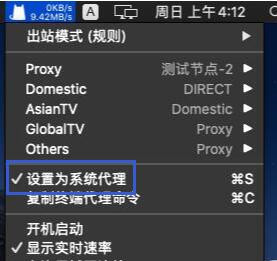 0KB/s
9.42MB/s A 周日 上午4:12
出站模式 (规则)
Proxy 测试节点-2
Domestic DIRECT
AsianTV Domestic
GlobalTV Proxy
Others Proxy
✓ 设置为系统代理 ⌘S
复制终端代理命令 ⌘C
开机启动
✓ 显示实时速率